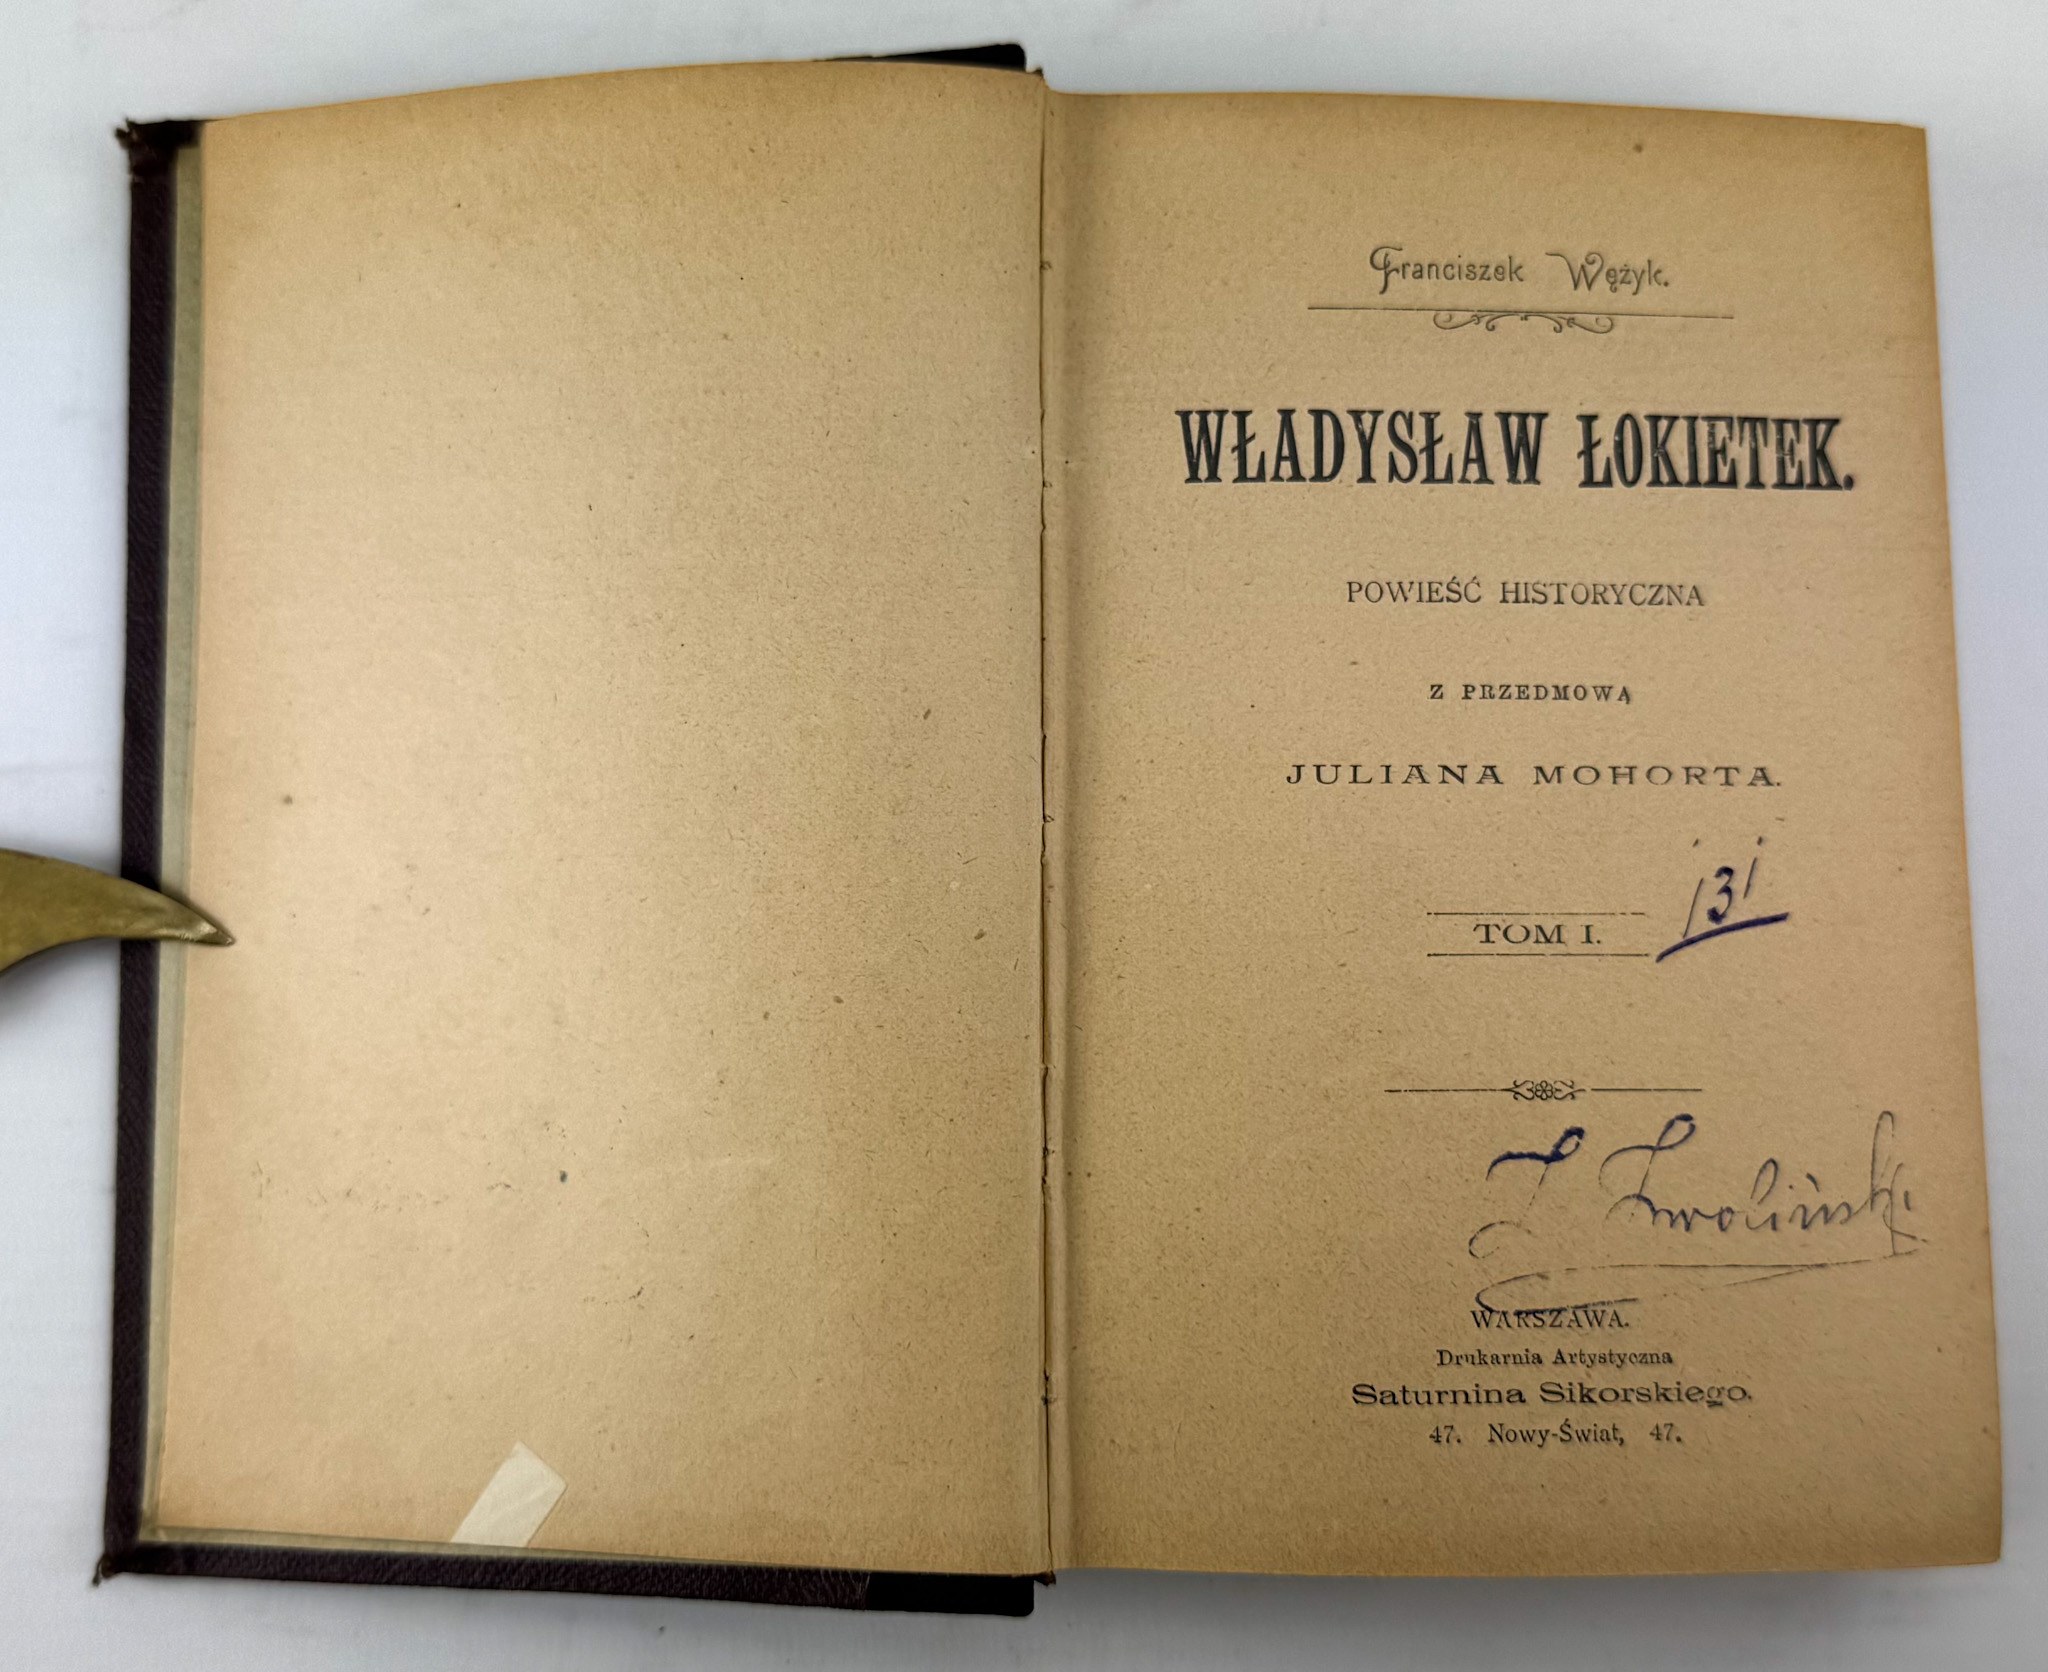 Franciszek Wężyk.
WŁADYSŁAW ŁOKIETEK.
POWIEŚĆ HISTORYCZNA
Z PRZEDMOWĄ
JULIANA MOHORTA.
131
TOM I.
Zwoliński
WARSZAWA.
Drukarnia Artystyczna
Saturnina Sikorskiego.
47. Nowy-Świat, 47.